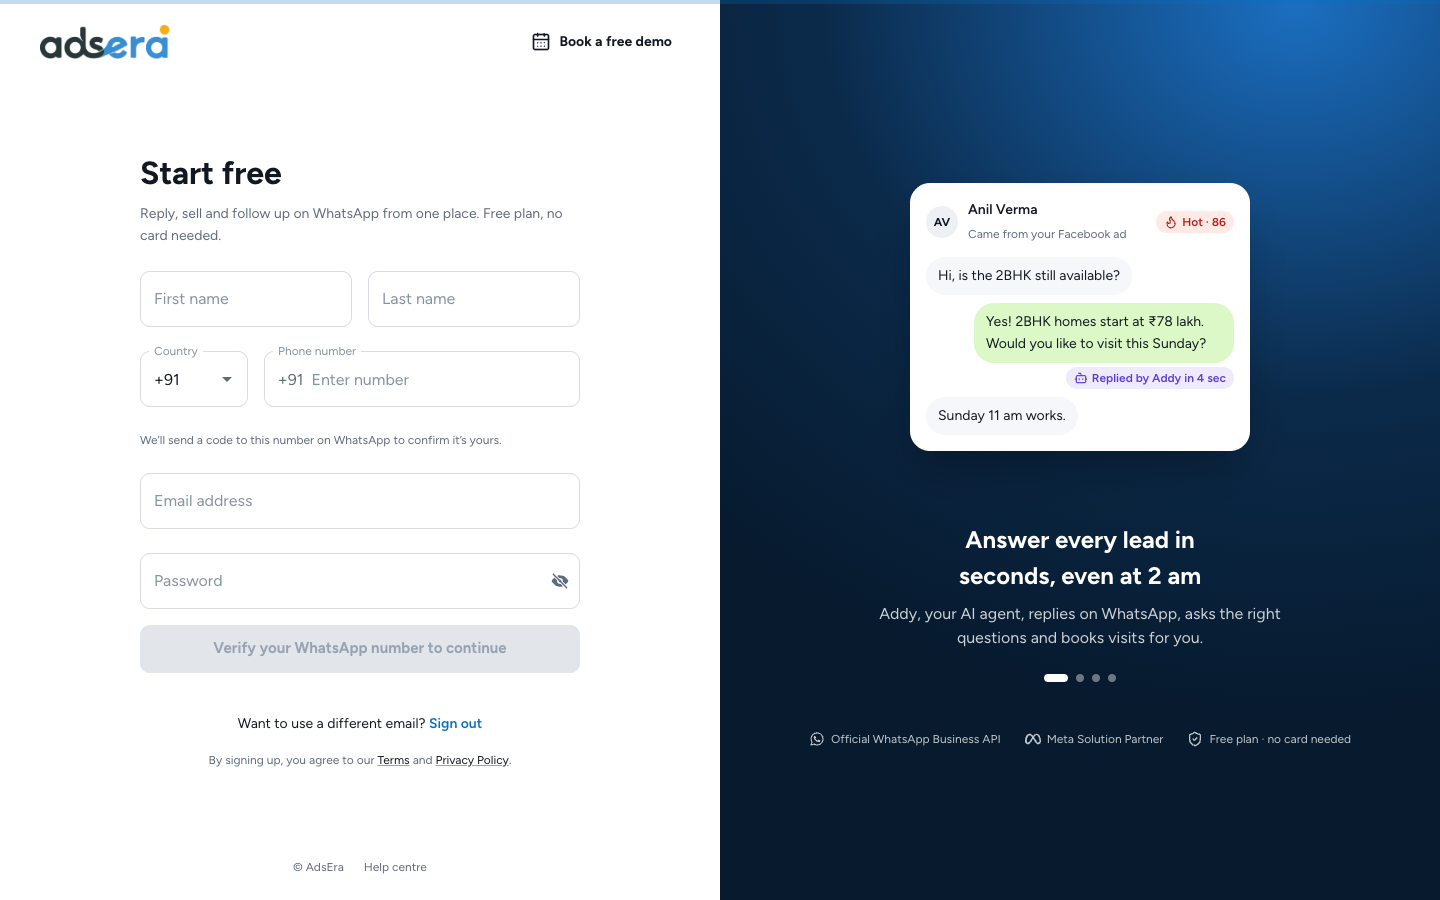 adsera
Book a free demo
Start free
Reply, sell and follow up on WhatsApp from one place. Free plan, no
card needed.
First name
Last name
Country
+91
Phone number
+91 Enter number
We’ll send a code to this number on WhatsApp to confirm it’s yours.
Email address
Password
Verify your WhatsApp number to continue
Want to use a different email? Sign out
By signing up, you agree to our Terms and Privacy Policy.
© AdsEra
Help centre
AV
Anil Verma
Came from your Facebook ad
Hot · 86
Hi, is the 2BHK still available?
Yes! 2BHK homes start at ₹78 lakh.
Would you like to visit this Sunday?
Replied by Addy in 4 sec
Sunday 11 am works.
Answer every lead in
seconds, even at 2 am
Addy, your AI agent, replies on WhatsApp, asks the right
questions and books visits for you.
Official WhatsApp Business API
Meta Solution Partner
Free plan · no card needed